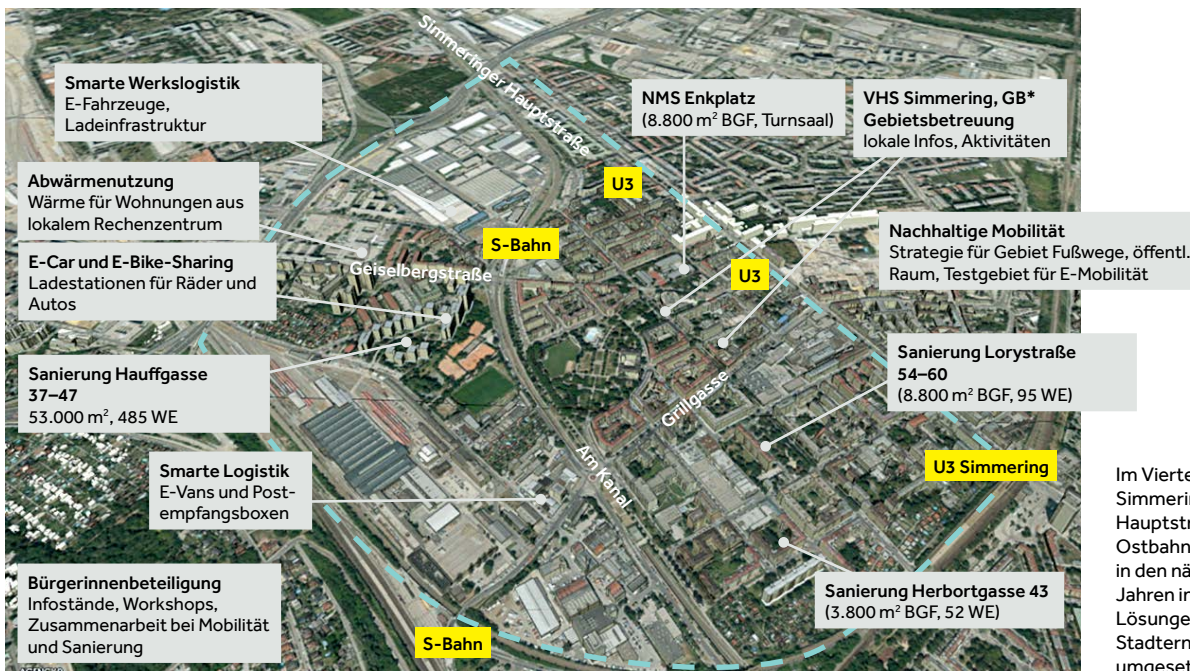 Simmeringer Hauptstraße
Smarte Werkslogistik
E-Fahrzeuge,
Ladeinfrastruktur
NMS Enkplatz
(8.800 m² BGF, Turnsaal)
VHS Simmering, GB*
Gebietsbetreuung
lokale Infos, Aktivitäten
Abwärmenutzung
Wärme für Wohnungen aus
lokalem Rechenzentrum
U3
S-Bahn
Nachhaltige Mobilität
Strategie für Gebiet Fußwege, öffentl.
Raum, Testgebiet für E-Mobilität
E-Car und E-Bike-Sharing
Ladestationen für Räder und
Autos
Geiselbergstraße
U3
Sanierung Hauffgasse
37–47
53.000 m², 485 WE
Sanierung Lorystraße
54–60
(8.800 m² BGF, 95 WE)
Grillgasse
Smarte Logistik
E-Vans und Post-
empfangsboxen
Am Kanal
U3 Simmering
Bürgerinnenbeteiligung
Infostände, Workshops,
Zusammenarbeit bei Mobilität
und Sanierung
Sanierung Herbortgasse 43
(3.800 m² BGF, 52 WE)
S-Bahn
Im Vierte
Simmerin
Hauptstr
Ostbahn
in den nä
Jahren in
Lösunge
Stadtern
umgeset